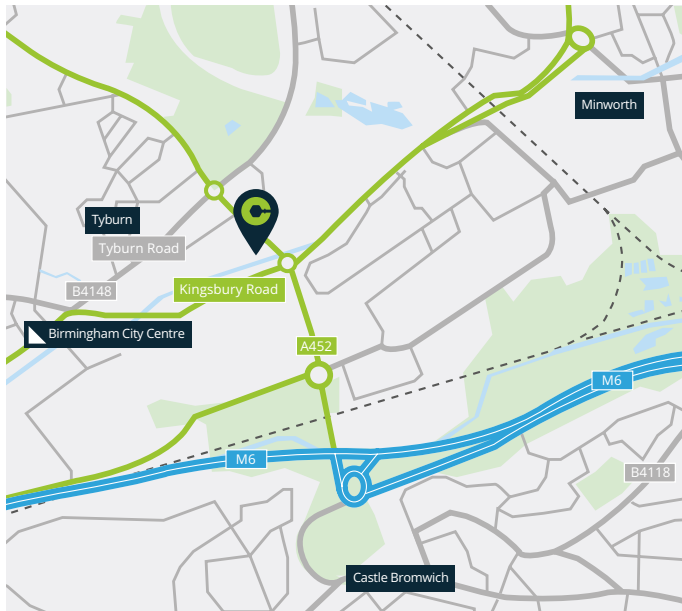 Minworth
Tyburn
Tyburn Road
B4148
Kingsbury Road
Birmingham City Centre
A452
M6
M6
B4118
Castle Bromwich